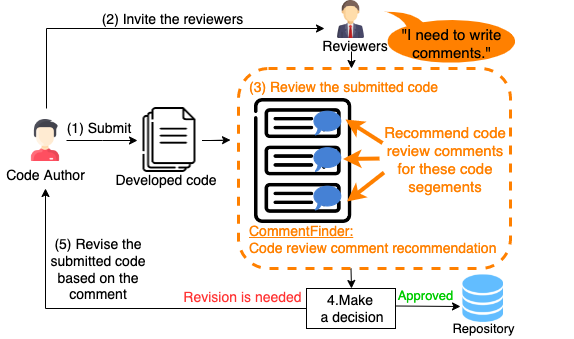 (2) Invite the reviewers
"I need to write
comments."
Reviewers
(3) Review the submitted code
(1) Submit
Code Author
Developed code
Recommend code
review comments
for these code
segements
CommentFinder:
Code review comment recommendation
(5) Revise the
submitted code
based on the
comment
Revision is needed
4.Make
a decision
Approved
Repository